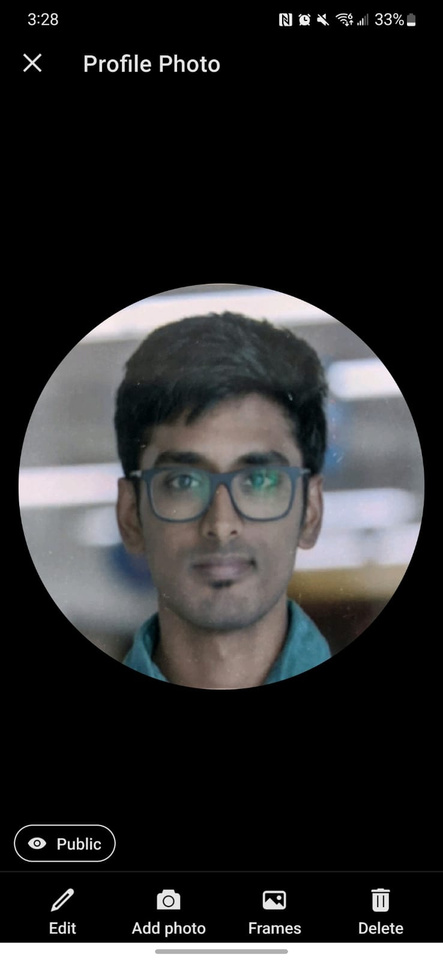 3:28 33%
Profile Photo
Public
Edit Add photo Frames Delete